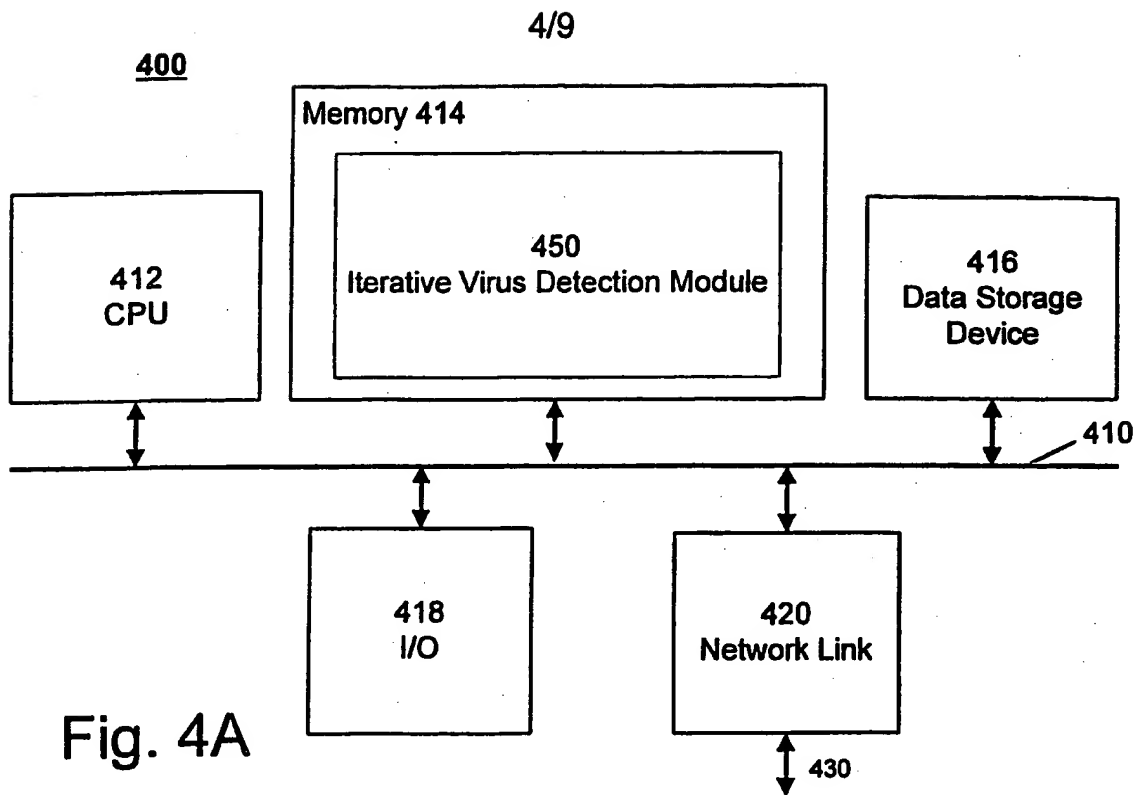 4/9
400
Memory 414
450
Iterative Virus Detection Module
412
CPU
416
Data Storage
Device
410
418
I/O
420
Network Link
430
Fig. 4A